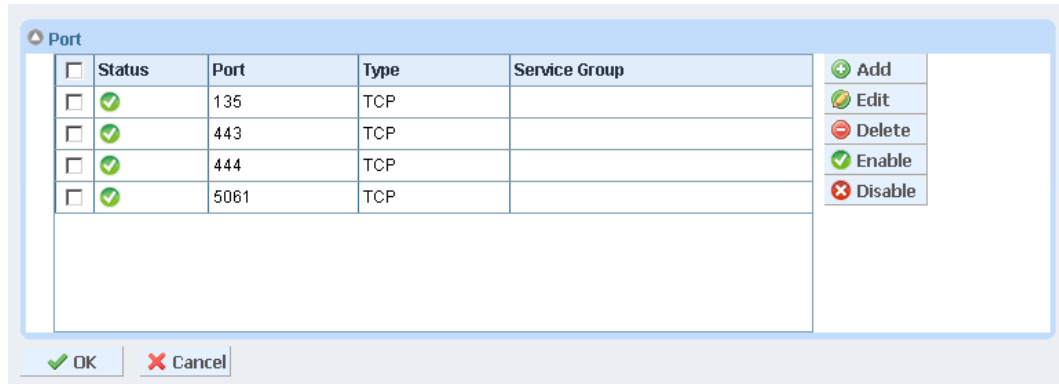 Port
Status Port Type Service Group
135 TCP
443 TCP
444 TCP
5061 TCP
Add
Edit
Delete
Enable
Disable
OK Cancel